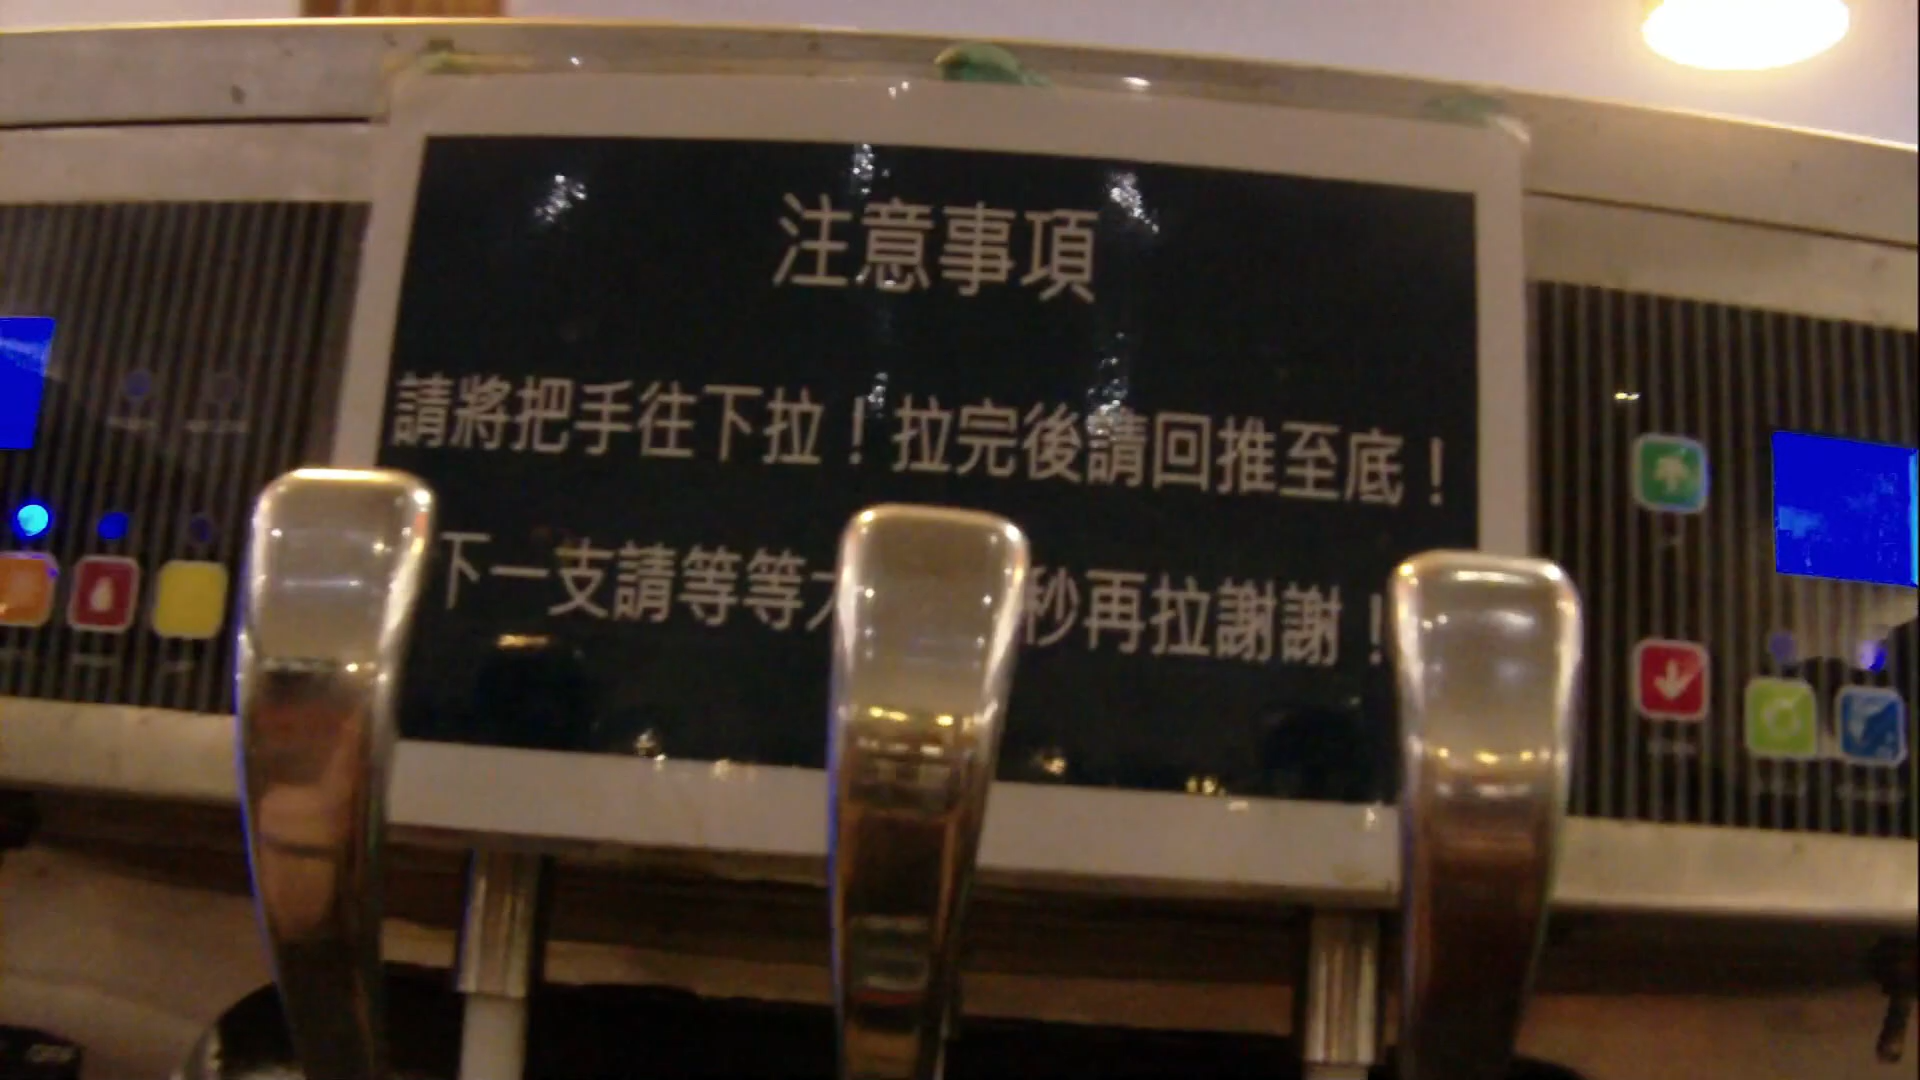 注意事項
請將把手往下拉！拉完後請回推至底！
下一支請等等 秒再拉謝謝！